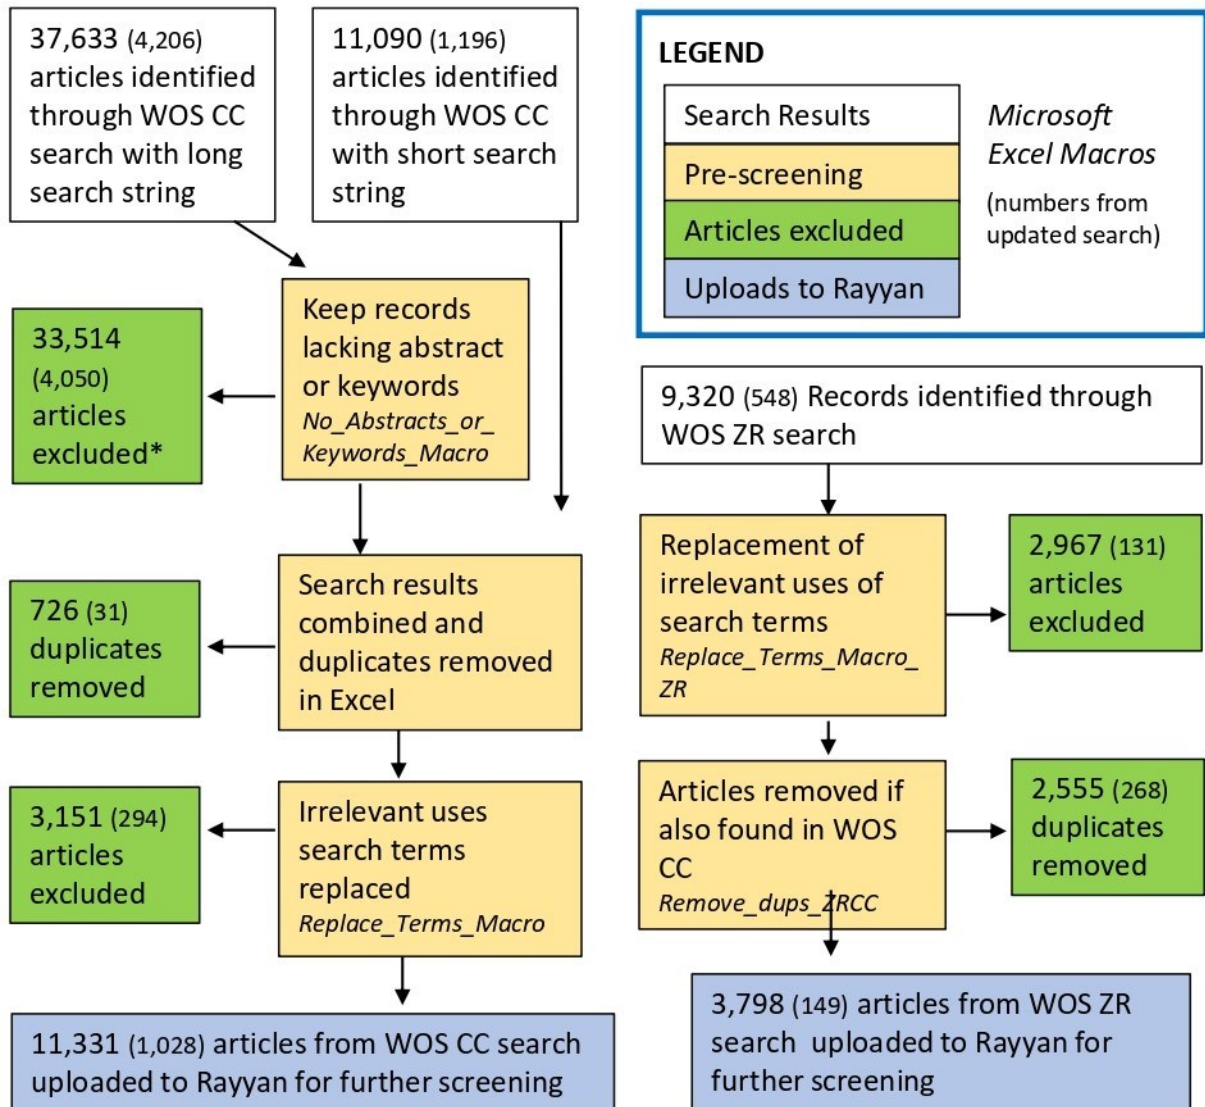 37,633 (4,206)
articles identified
through WOS CC
search with long
search string
11,090 (1,196)
articles identified
through WOS CC
with short search
string
LEGEND
Search Results
Pre-screening
Articles excluded
Uploads to Rayyan
Microsoft
Excel Macros
(numbers from
updated search)
Keep records
lacking abstract
or keywords
No_Abstracts_or_
Keywords_Macro
33,514
(4,050)
articles
excluded*
Search results
combined and
duplicates removed
in Excel
726 (31)
duplicates
removed
Irrelevant uses
search terms
replaced
Replace_Terms_Macro
3,151 (294)
articles
excluded
11,331 (1,028) articles from WOS CC search
uploaded to Rayyan for further screening
9,320 (548) Records identified through
WOS ZR search
Replacement of
irrelevant uses of
search terms
Replace_Terms_Macro_
ZR
2,967 (131)
articles
excluded
Articles removed if
also found in WOS
CC
Remove_dups_ZRCC
2,555 (268)
duplicates
removed
3,798 (149) articles from WOS ZR
search uploaded to Rayyan for
further screening